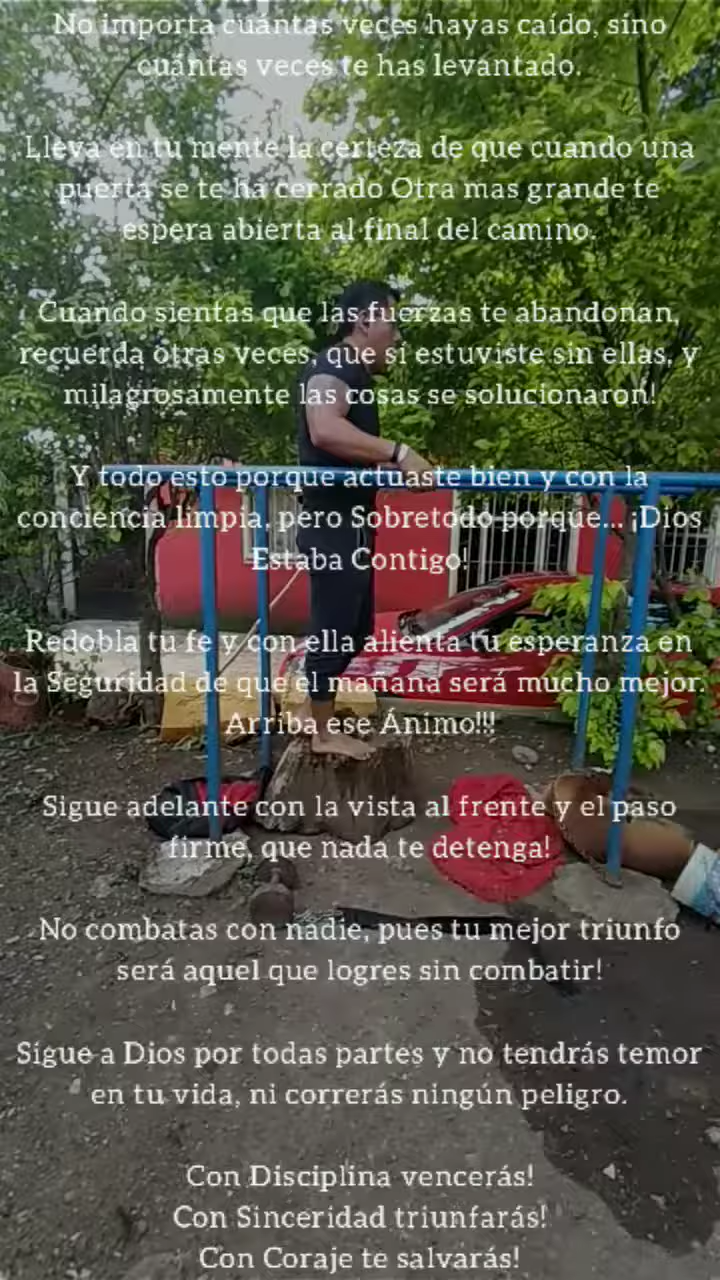 No importa cuántas veces hayas caído, sino
cuántas veces te has levantado.
Lleva en tu mente la certeza de que cuando una
puerta se te ha cerrado Otra mas grande te
espera abierta al final del camino.
Cuando sientas que las fuerzas te abandonan,
recuerda otras veces, que si estuviste sin ellas, y
milagrosamente las cosas se solucionaron!
Y todo esto porque actuaste bien y con la
conciencia limpia, pero Sobretodo porque... ¡Dios
Estaba Contigo!
Redobla tu fe y con ella alienta tu esperanza en
la Seguridad de que el mañana será mucho mejor.
Arriba ese Ánimo!!!
Sigue adelante con la vista al frente y el paso
firme, que nada te detenga!
No combatas con nadie, pues tu mejor triunfo
será aquel que logres sin combatir!
Sigue a Dios por todas partes y no tendrás temor
en tu vida, ni correrás ningún peligro.
Con Disciplina vencerás!
Con Sinceridad triunfarás!
Con Coraje te salvarás!